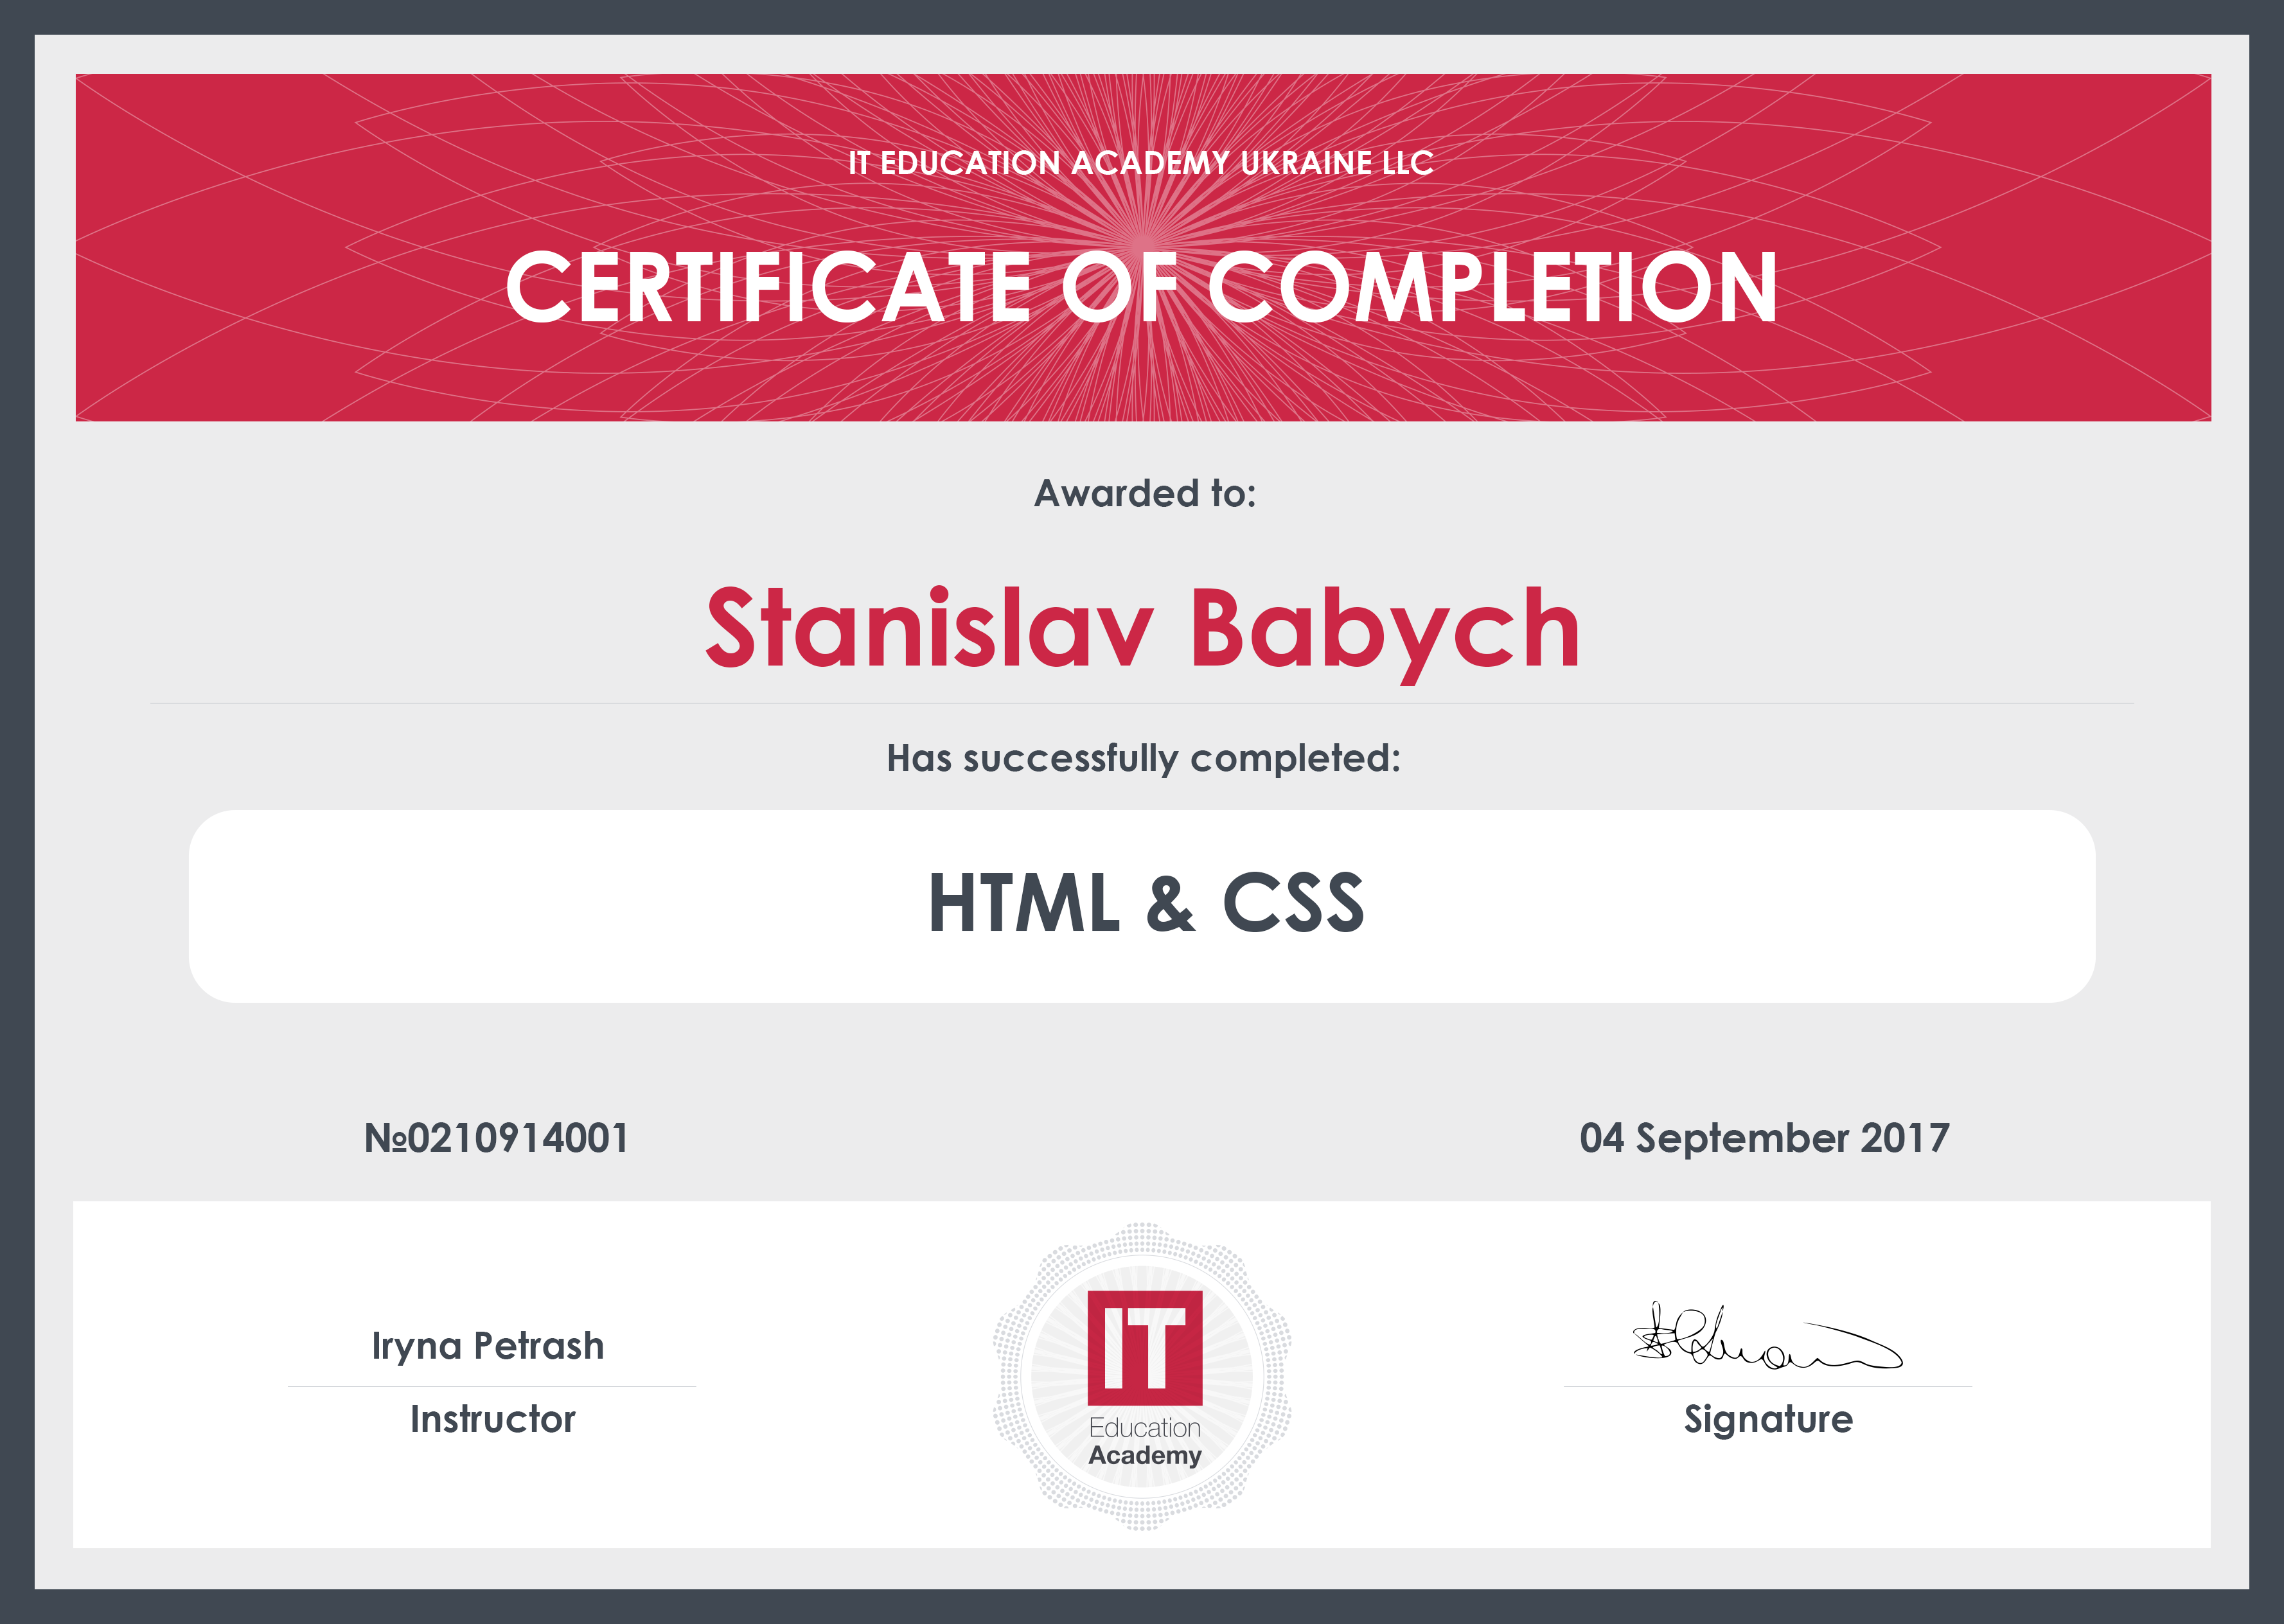 IT EDUCATION ACADEMY UKRAINE LLC
CERTIFICATE OF COMPLETION
Awarded to:
Stanislav Babych
Has successfully completed:
HTML & CSS
№0210914001
04 September 2017
Iryna Petrash
Instructor
IT
Education
Academy
Signature